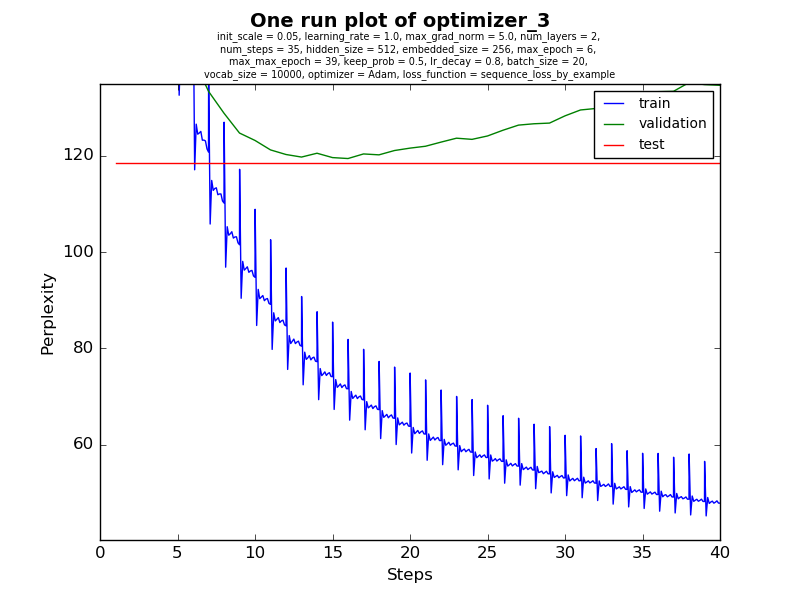 One run plot of optimizer_3
init_scale = 0.05, learning_rate = 1.0, max_grad_norm = 5.0, num_layers = 2,
num_steps = 35, hidden_size = 512, embedded_size = 256, max_epoch = 6,
max_max_epoch = 39, keep_prob = 0.5, lr_decay = 0.8, batch_size = 20,
vocab_size = 10000, optimizer = Adam, loss_function = sequence_loss_by_example
train
validation
test
120
100
80
60
Perplexity
0 5 10 15 20 25 30 35 40
Steps